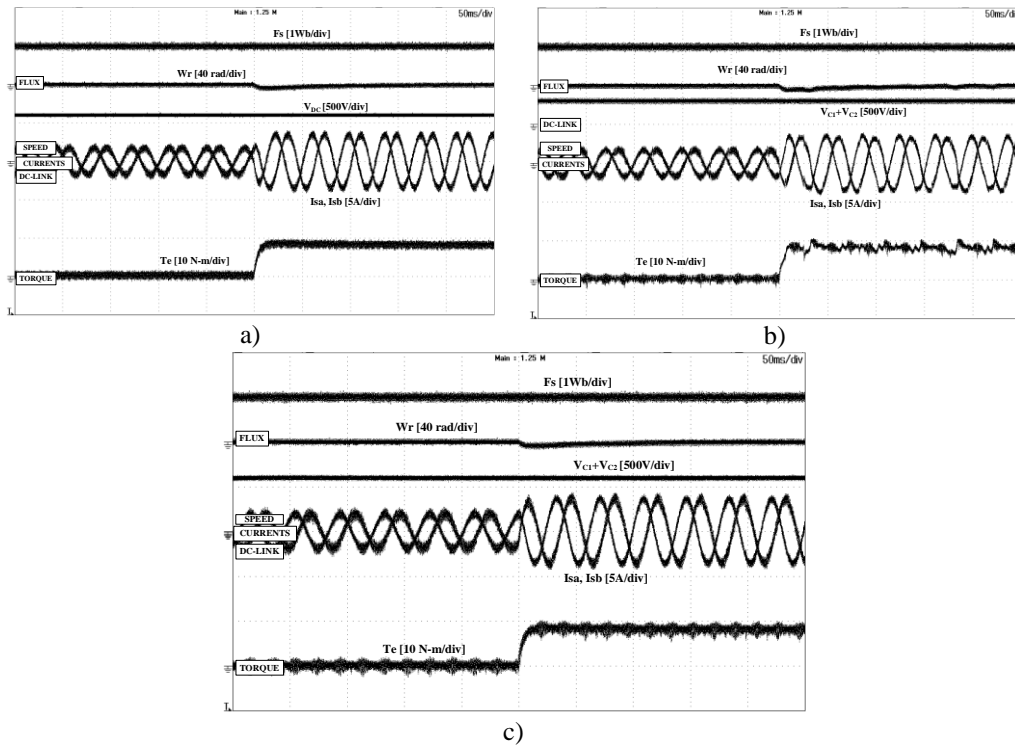 Main = 1.25 M
50ms/div
Fs [1Wb/div]
Wr [40 rad/div]
FLUX
VDC [500V/div]
SPEED
CURRENTS
DC-LINK
Isa, Isb [5A/div]
Te [10 N-m/div]
TORQUE
a)
Main = 1.25 M
50ms/div
Fs [1Wb/div]
Wr [40 rad/div]
FLUX
VC1+VC2 [500V/div]
DC-LINK
SPEED
CURRENTS
Isa, Isb [5A/div]
Te [10 N-m/div]
TORQUE
b)
Main = 1.25 M
50ms/div
Fs [1Wb/div]
Wr [40 rad/div]
FLUX
VC1+VC2 [500V/div]
SPEED
CURRENTS
DC-LINK
Isa, Isb [5A/div]
Te [10 N-m/div]
TORQUE
c)